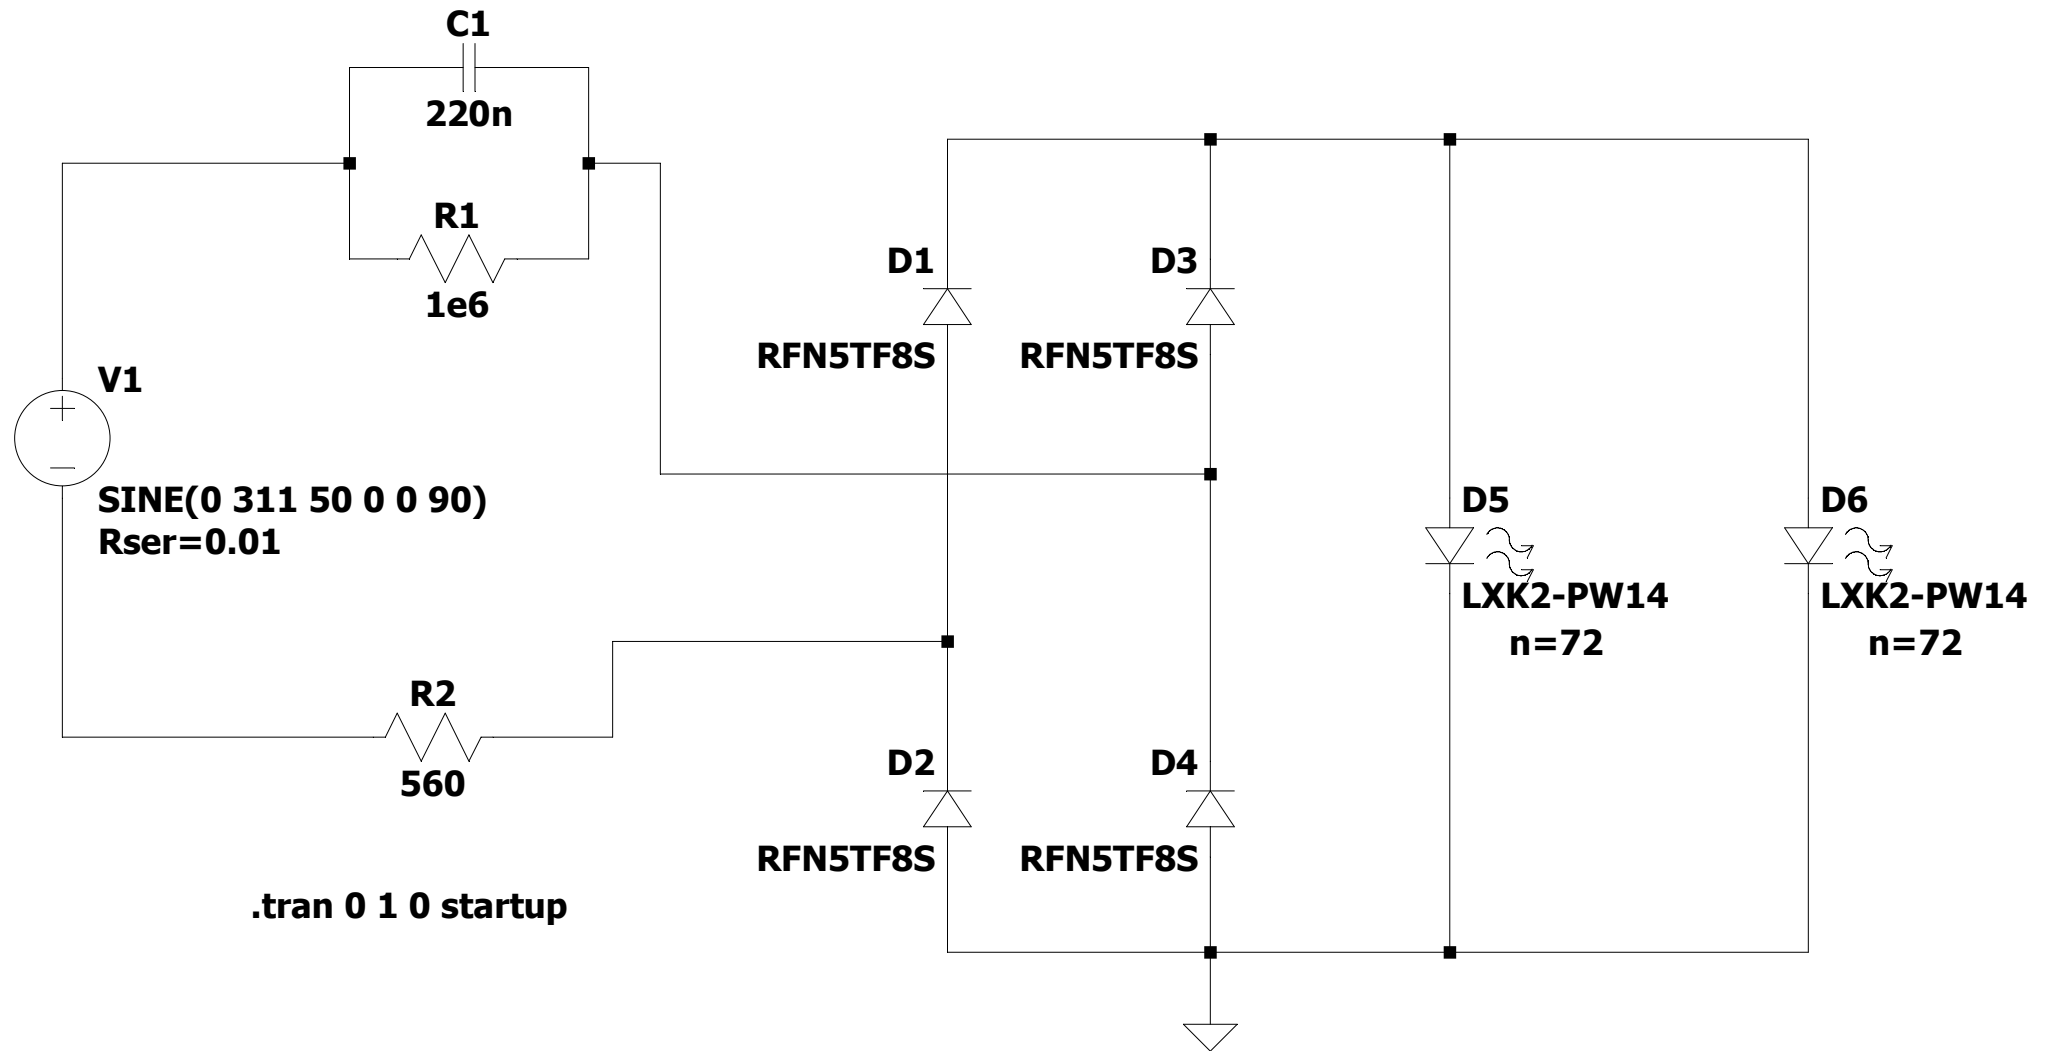 C1
220n
R1
1e6
D1
D3
RFN5TF8S
RFN5TF8S
V1
+
SINE(0 311 50 0 0 90)
Rser=0.01
D5
D6
LXK2-PW14
LXK2-PW14
n=72
n=72
R2
560
D2
D4
RFN5TF8S
RFN5TF8S
.tran 0 1 0 startup